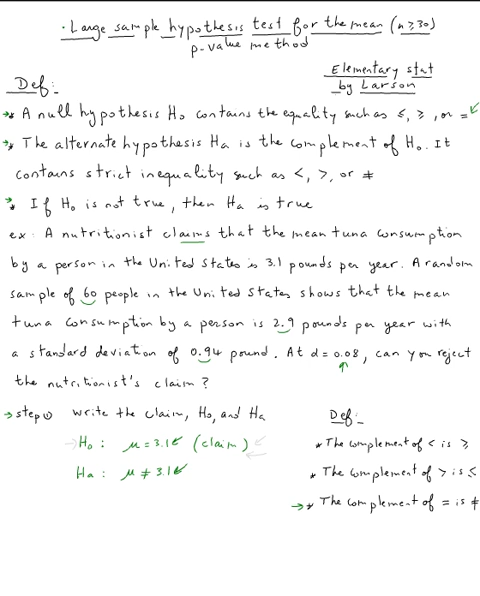 · Large sample hypothesis test for the mean (n ≥ 30)
p-value method
Elementary stat
by Larson
Def:
* A null hypothesis H₀ contains the equality such as ≤, ≥, or =
* The alternate hypothesis Ha is the complement of H₀. It
contains strict inequality such as <, >, or ≠
* If H₀ is not true, then Ha is true
ex: A nutritionist claims that the mean tuna consumption
by a person in the United States is 3.1 pounds per year. A random
sample of 60 people in the United States shows that the mean
tuna consumption by a person is 2.9 pounds per year with
a standard deviation of 0.94 pound. At α = 0.08, can you reject
the nutritionist's claim?
→ step ① write the claim, H₀, and Ha
H₀: μ = 3.1 (claim)
Ha: μ ≠ 3.1
Def:
* The complement of < is ≥
* The complement of > is ≤
→ * The complement of = is ≠